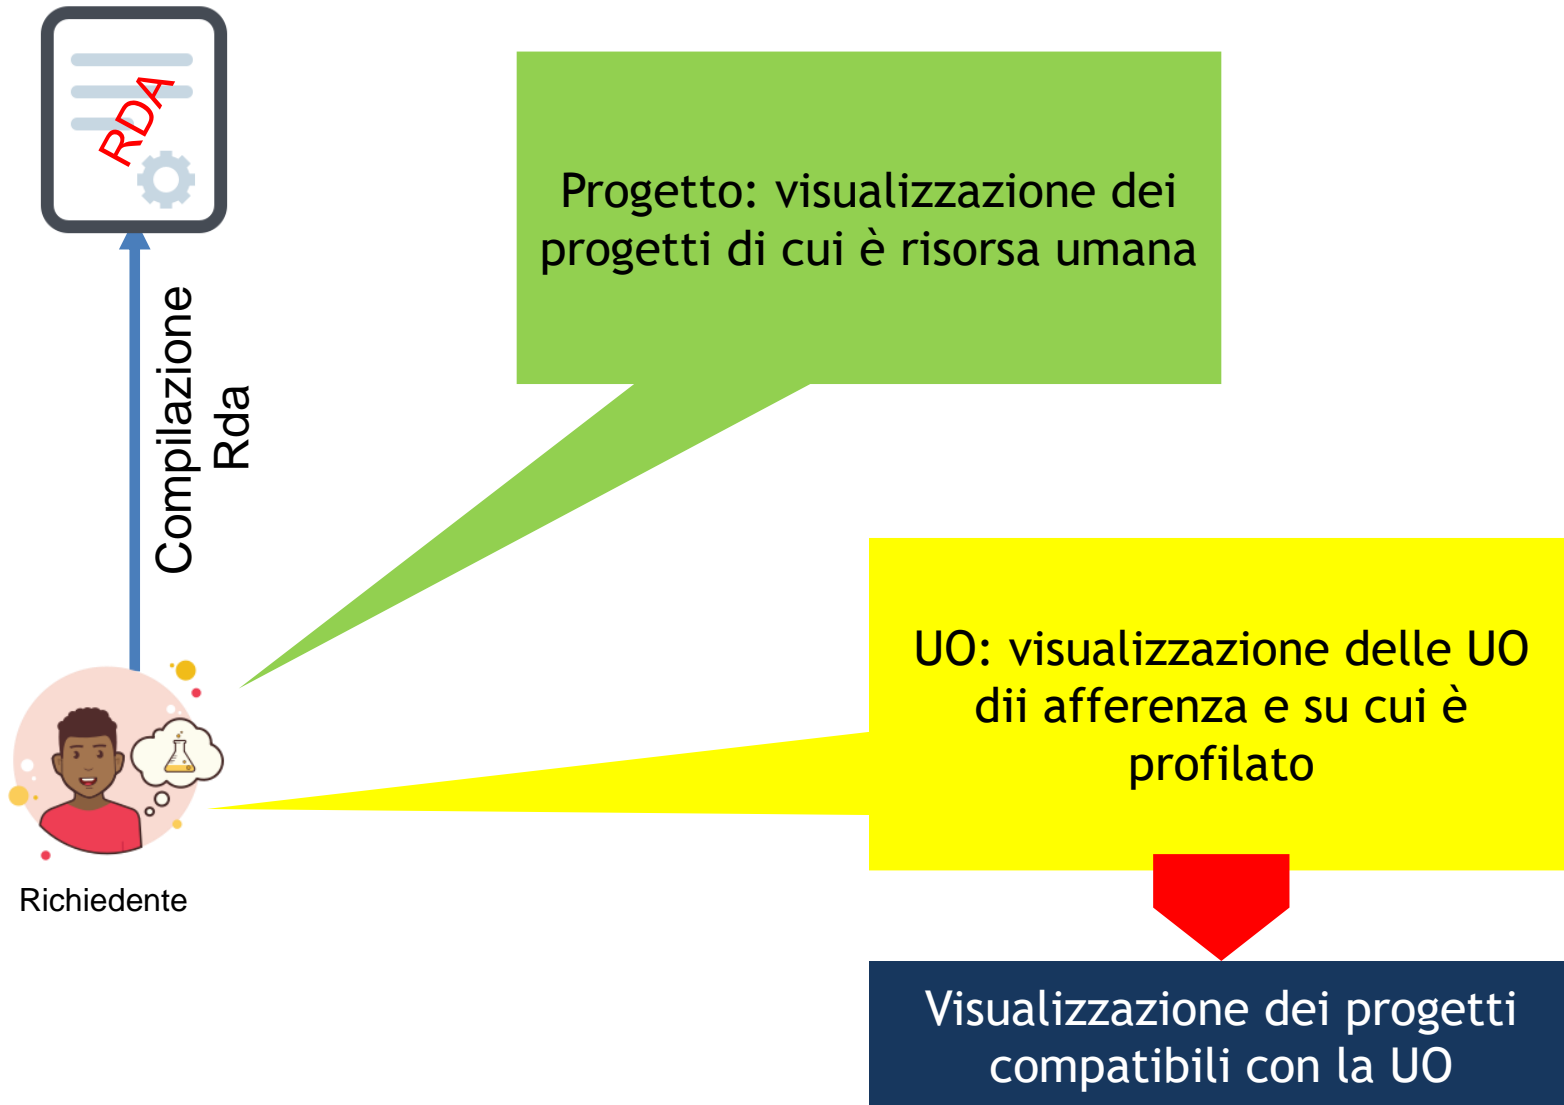 RDA
Progetto: visualizzazione dei
progetti di cui è risorsa umana
Compilazione
Rda
UO: visualizzazione delle UO
dii afferenza e su cui è
profilato
Richiedente
Visualizzazione dei progetti
compatibili con la UO